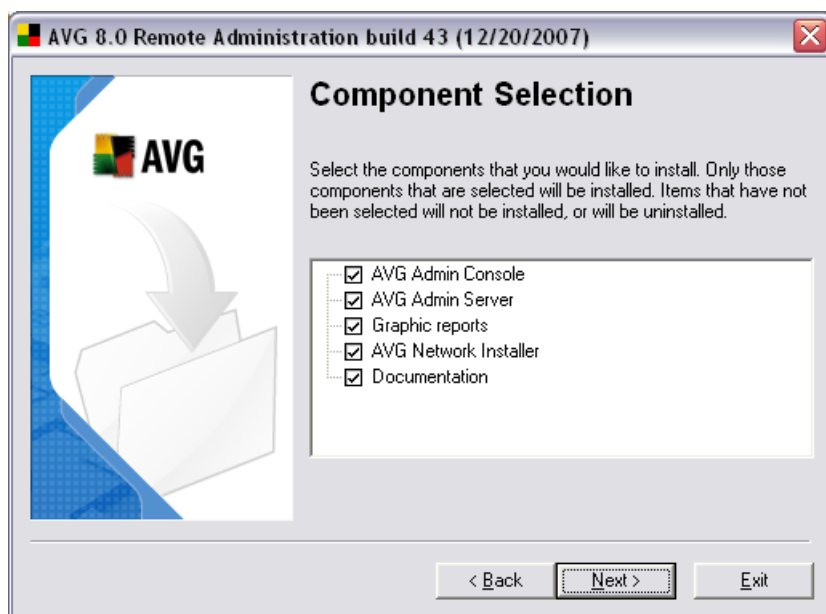 AVG 8.0 Remote Administration build 43 (12/20/2007)
AVG
Component Selection
Select the components that you would like to install. Only those
components that are selected will be installed. Items that have not
been selected will not be installed, or will be uninstalled.
AVG Admin Console
AVG Admin Server
Graphic reports
AVG Network Installer
Documentation
< Back
Next >
Exit